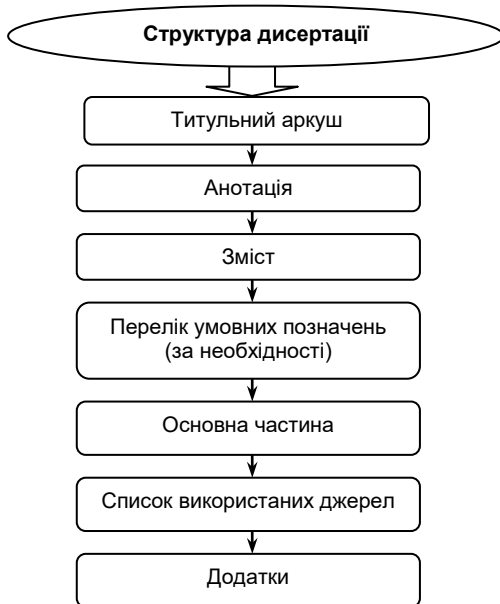 Структура дисертації
Титульний аркуш
Анотація
Зміст
Перелік умовних позначень
(за необхідності)
Основна частина
Список використаних джерел
Додатки